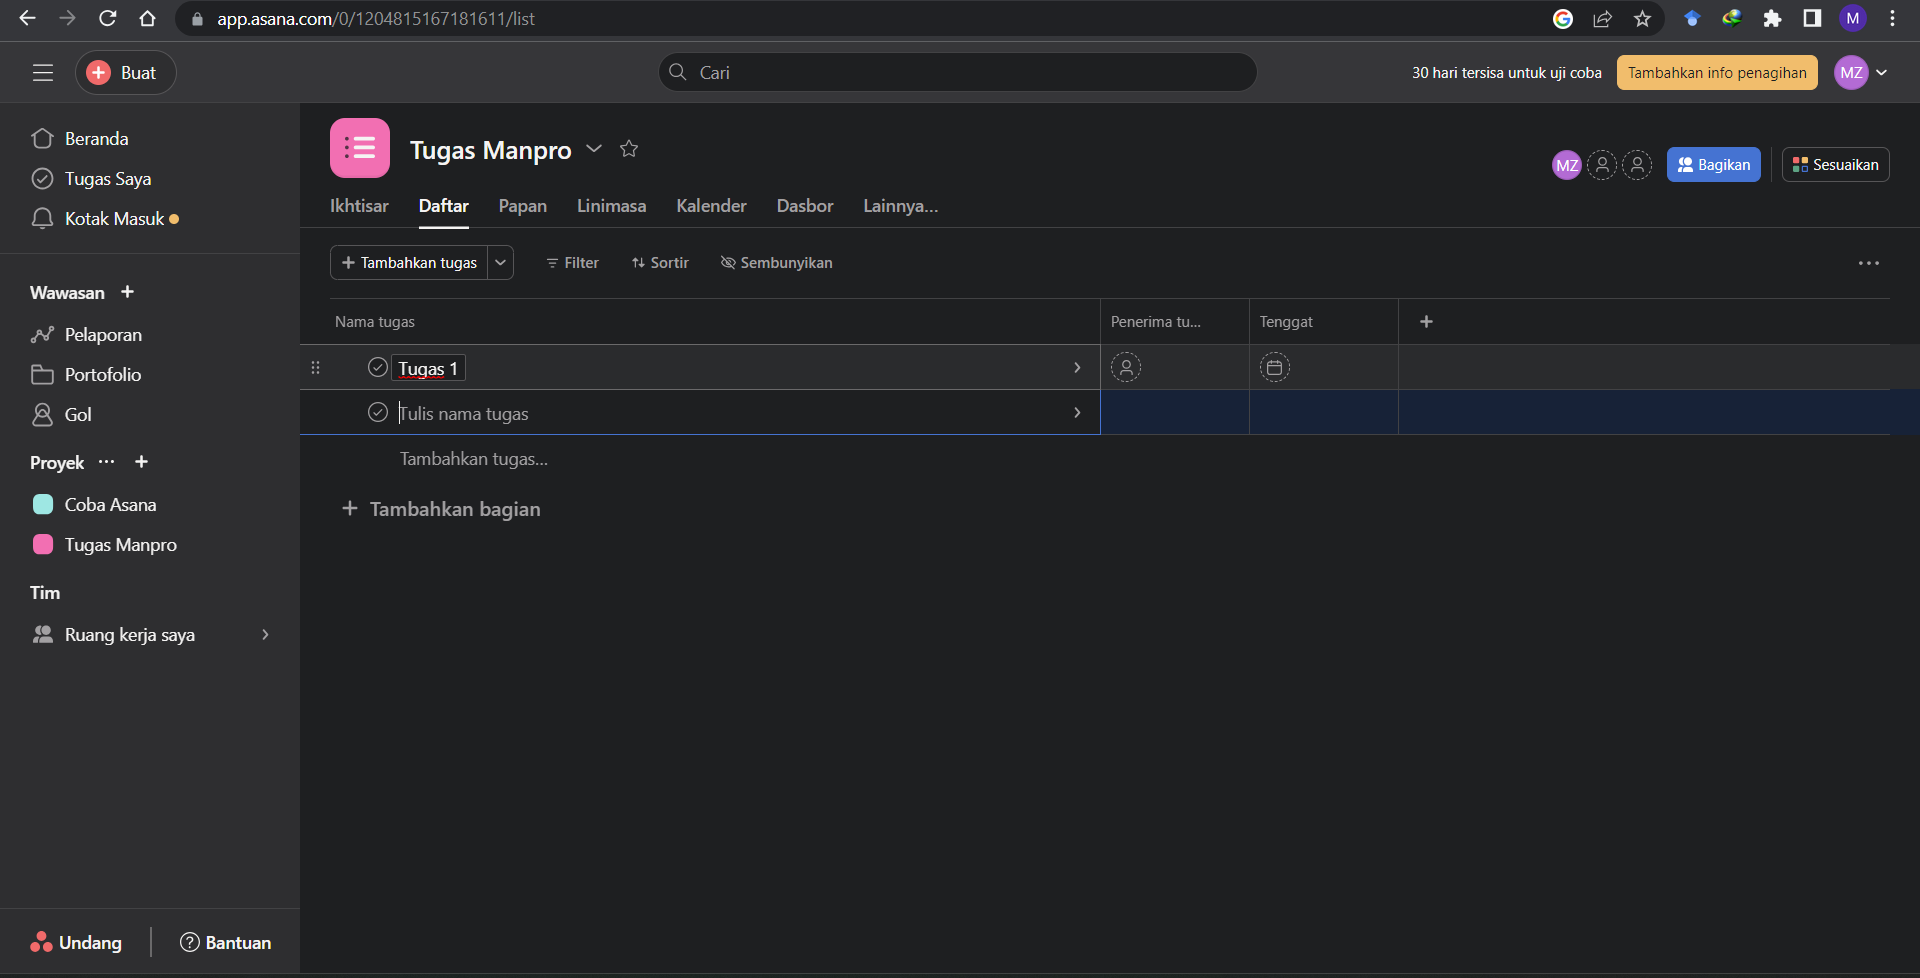 app.asana.com/0/1204815167181611/list
M
Buat
Cari
30 hari tersisa untuk uji coba
Tambahkan info penagihan
MZ
Beranda
Tugas Saya
Kotak Masuk
Wawasan
Pelaporan
Portofolio
Gol
Proyek
Coba Asana
Tugas Manpro
Tim
Ruang kerja saya
Undang
Bantuan
Tugas Manpro
MZ
Bagikan
Sesuaikan
Ikhtisar Daftar Papan Linimasa Kalender Dasbor Lainnya...
Tambahkan tugas
Filter
Sortir
Sembunyikan
Nama tugas Penerima tu... Tenggat
Tugas 1
Tulis nama tugas
Tambahkan tugas...
Tambahkan bagian